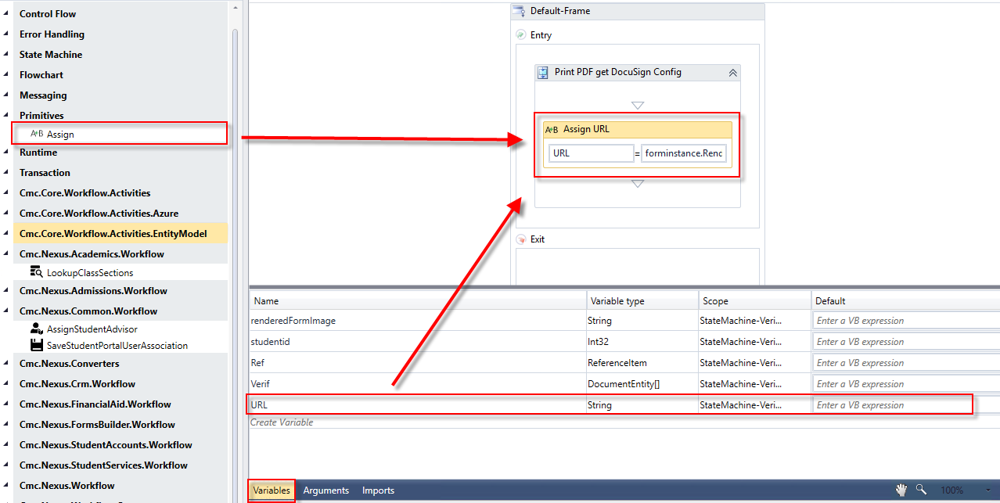 Control Flow
Error Handling
State Machine
Flowchart
Messaging
Primitives
A+B Assign
Runtime
Transaction
Cmc.Core.Workflow.Activities
Cmc.Core.Workflow.Activities.Azure
Cmc.Core.Workflow.Activities.EntityModel
Cmc.Nexus.Academics.Workflow
LookupClassSections
Cmc.Nexus.Admissions.Workflow
Cmc.Nexus.Common.Workflow
AssignStudentAdvisor
SaveStudentPortalUserAssociation
Cmc.Nexus.Converters
Cmc.Nexus.Crm.Workflow
Cmc.Nexus.FinancialAid.Workflow
Cmc.Nexus.FormsBuilder.Workflow
Cmc.Nexus.StudentAccounts.Workflow
Cmc.Nexus.StudentServices.Workflow
Cmc.Nexus.Workflow
Default-Frame
Entry
Print PDF get DocuSign Config
A+B Assign URL
URL = forminstance.Renc
Exit
Name Variable type Scope Default
renderedFormImage String StateMachine-Veri... Enter a VB expression
studentid Int32 StateMachine-Veri... Enter a VB expression
Ref ReferenceItem StateMachine-Veri... Enter a VB expression
Verif DocumentEntity[] StateMachine-Veri... Enter a VB expression
URL String StateMachine-Veri... Enter a VB expression
Create Variable
Variables Arguments Imports 100%